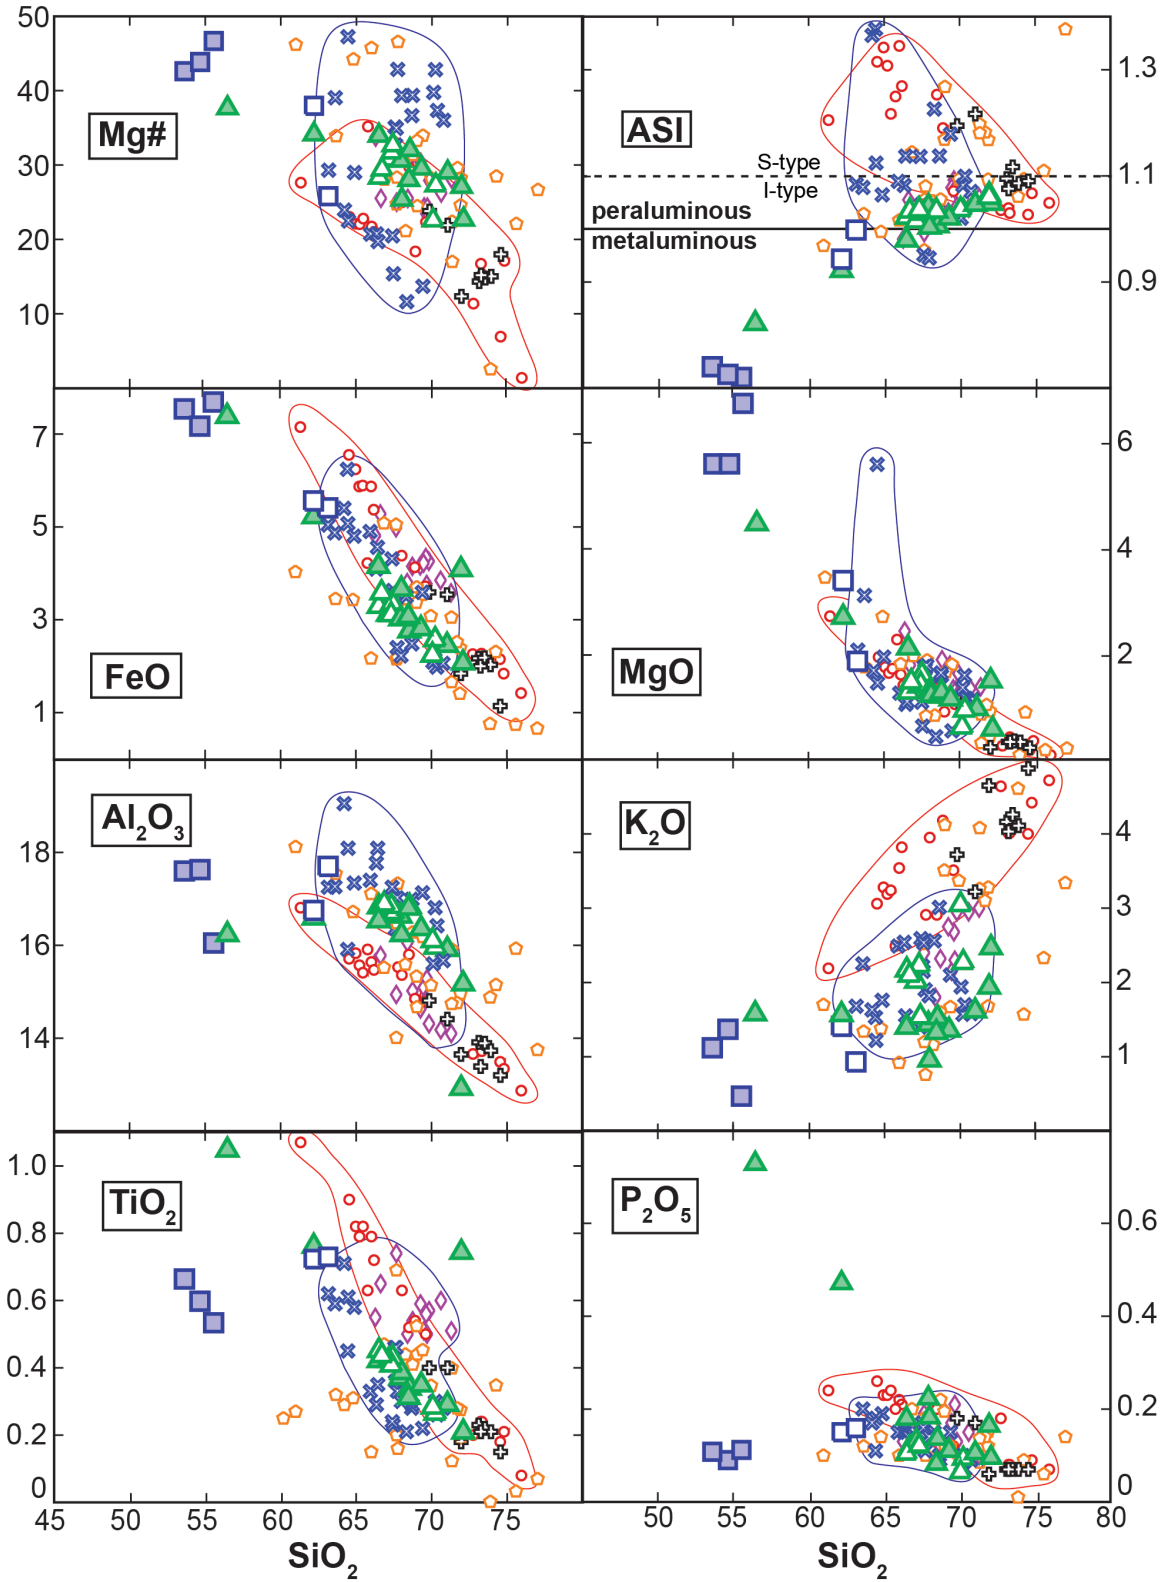 50
40
30
20
10
Mg#
ASI
S-type
I-type
peraluminous
metaluminous
1.3
1.1
0.9
7
5
3
1
FeO
MgO
6
4
2
18
16
14
Al₂O₃
K₂O
4
3
2
1
1.0
0.8
0.6
0.4
0.2
0
TiO₂
P₂O₅
0.6
0.4
0.2
0
45 50 55 60 65 70 75
50 55 60 65 70 75 80
SiO₂ SiO₂